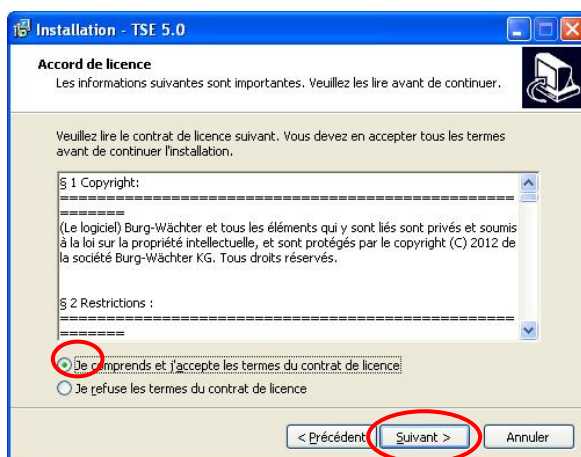 Installation - TSE 5.0
Accord de licence
Les informations suivantes sont importantes. Veuillez les lire avant de continuer.
Veuillez lire le contrat de licence suivant. Vous devez en accepter tous les termes
avant de continuer l'installation.
§ 1 Copyright:
===================================================
=======
(Le logiciel) Burg-Wächter et tous les éléments qui y sont liés sont privés et soumis
à la loi sur la propriété intellectuelle, et sont protégés par le copyright (C) 2012 de
la société Burg-Wächter KG. Tous droits réservés.
§ 2 Restrictions :
===================================================
=======
Je comprends et j'accepte les termes du contrat de licence
Je refuse les termes du contrat de licence
< Précédent
Suivant >
Annuler